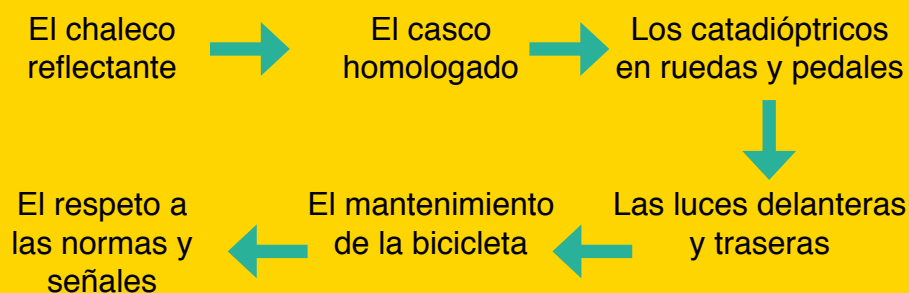 El chaleco
reflectante
El casco
homologado
Los catadióptricos
en ruedas y pedales
Las luces delanteras
y traseras
El mantenimiento
de la bicicleta
El respeto a
las normas y
señales